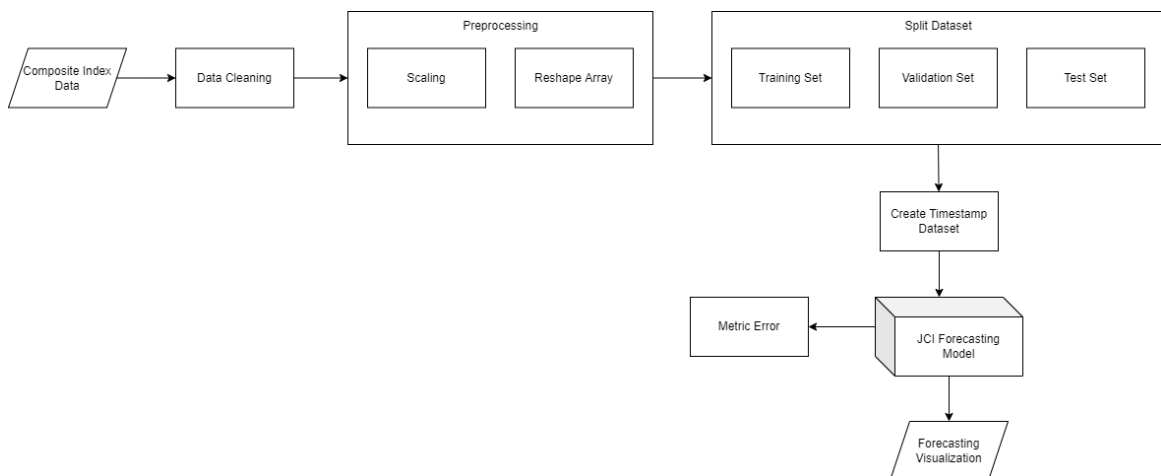 Preprocessing
Split Dataset
Composite Index
Data
Data Cleaning
Scaling
Reshape Array
Training Set
Validation Set
Test Set
Create Timestamp
Dataset
Metric Error
JCI Forecasting
Model
Forecasting
Visualization